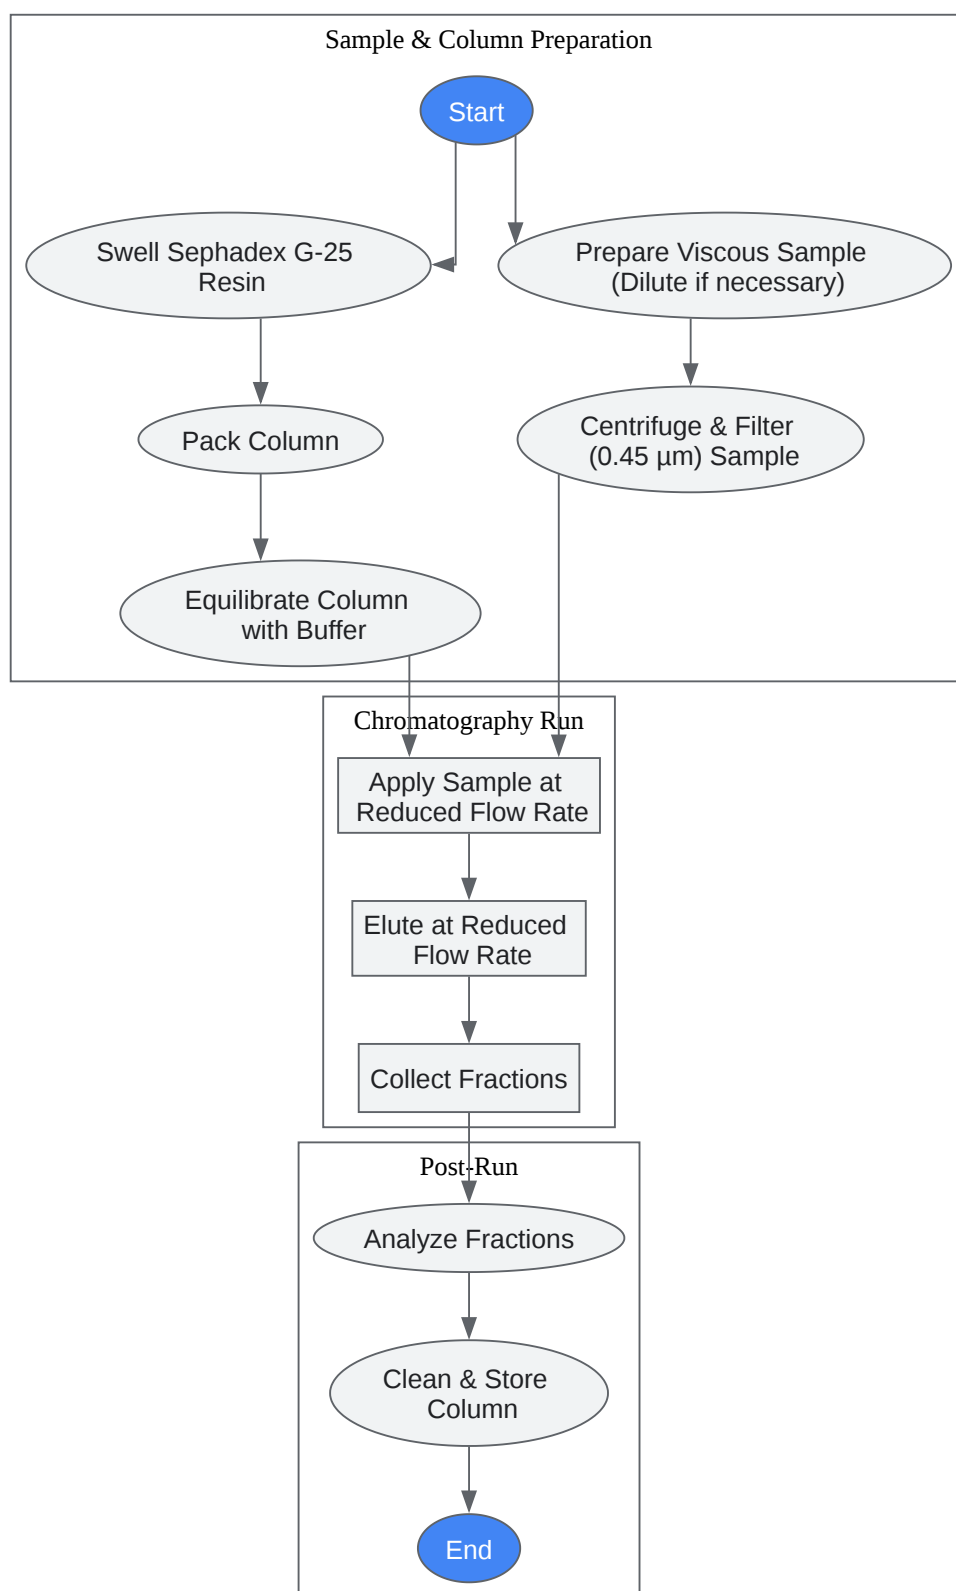 Sample & Column Preparation
Start
Swell Sephadex G-25
Resin
Prepare Viscous Sample
(Dilute if necessary)
Pack Column
Centrifuge & Filter
(0.45 µm) Sample
Equilibrate Column
with Buffer
Chromatography Run
Apply Sample at
Reduced Flow Rate
Elute at Reduced
Flow Rate
Collect Fractions
Post-Run
Analyze Fractions
Clean & Store
Column
End